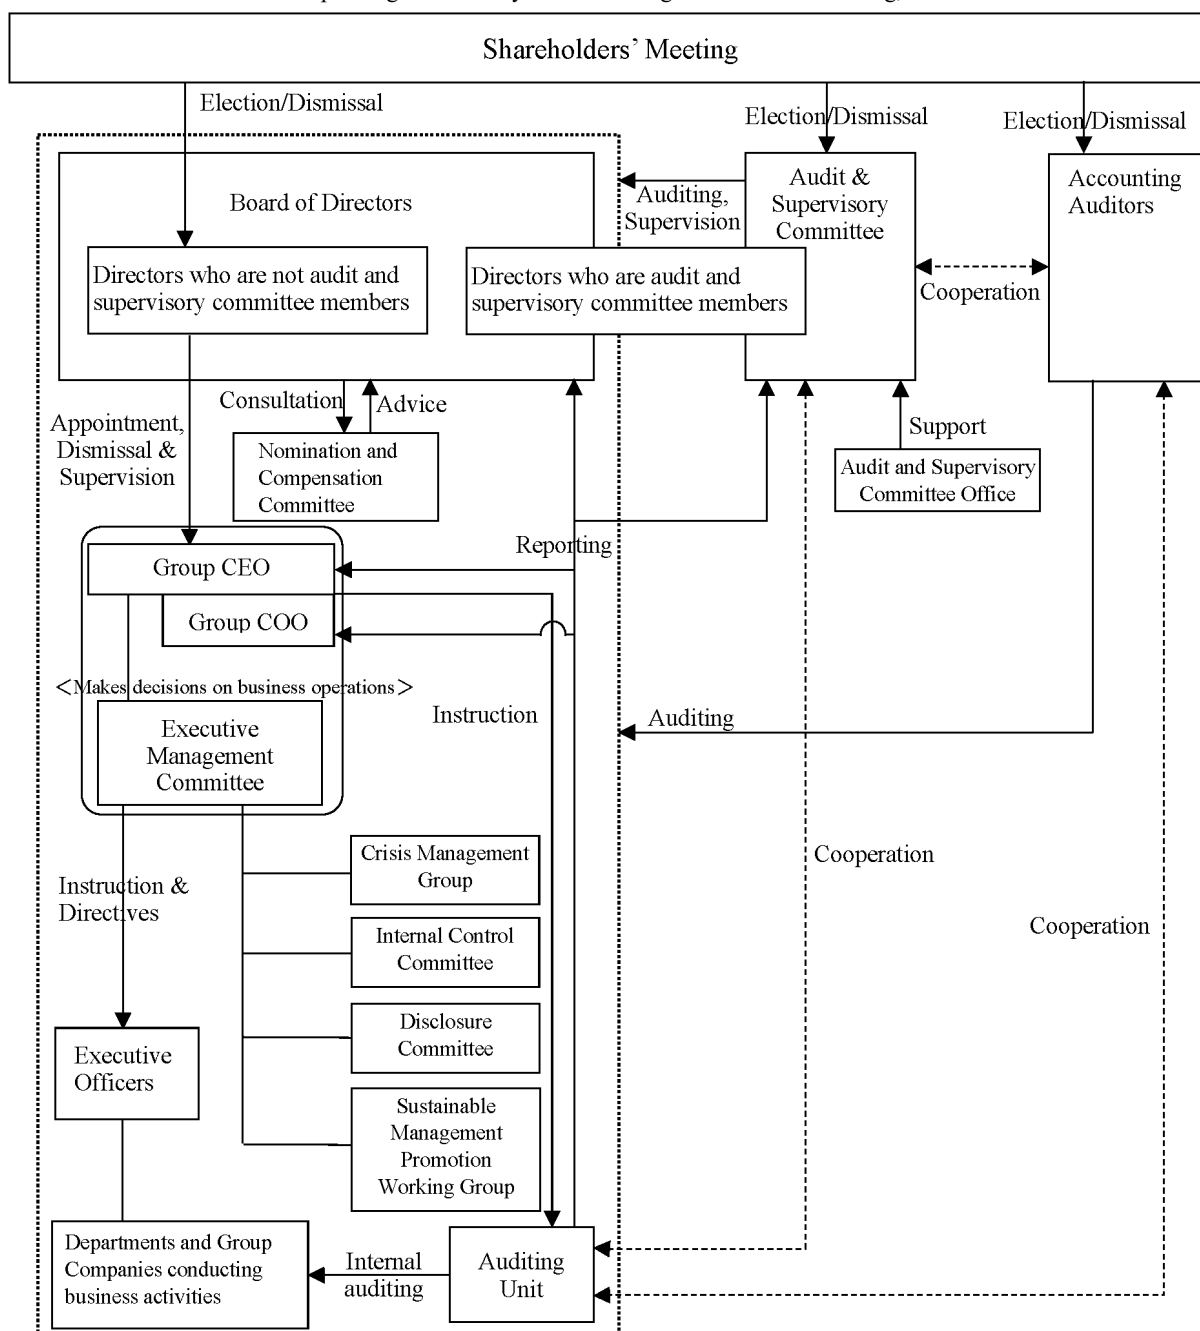 Shareholders' Meeting
Election/Dismissal
Election/Dismissal
Election/Dismissal
Board of Directors
Auditing,
Supervision
Audit &
Supervisory
Committee
Accounting
Auditors
Directors who are not audit and
supervisory committee members
Directors who are audit and
supervisory committee members
Cooperation
Appointment,
Dismissal &
Supervision
Consultation
Advice
Nomination and
Compensation
Committee
Support
Audit and Supervisory
Committee Office
Reporting
Group CEO
Group COO
<Makes decisions on business operations>
Executive
Management
Committee
Instruction
Auditing
Crisis Management
Group
Cooperation
Instruction &
Directives
Internal Control
Committee
Cooperation
Disclosure
Committee
Executive
Officers
Sustainable
Management
Promotion
Working Group
Departments and Group
Companies conducting
business activities
Internal
auditing
Auditing
Unit